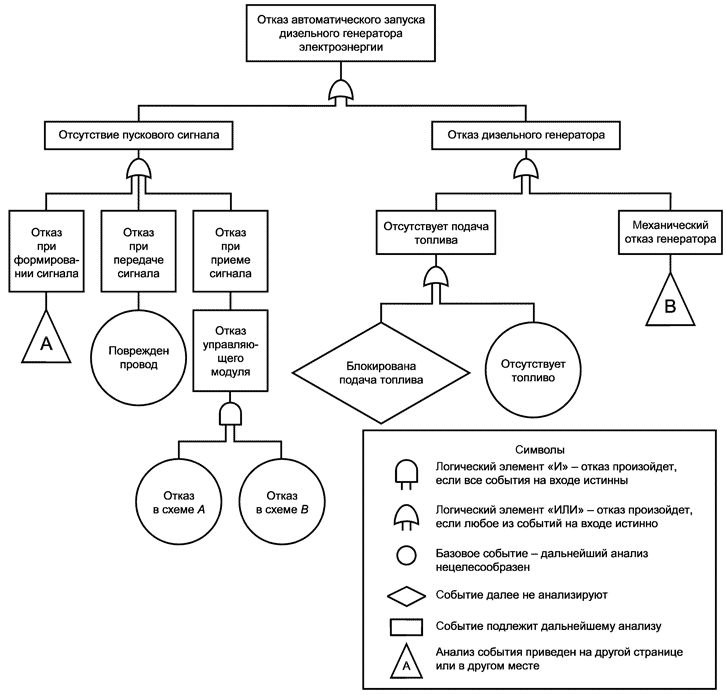 Отказ автоматического запуска
дизельного генератора
электроэнергии
Отсутствие пускового сигнала
Отказ дизельного генератора
Отказ
при
формирова-
нии сигнала
Отказ
при
передаче
сигнала
Отказ
при
приеме
сигнала
Отсутствует подача
топлива
Механический
отказ генератора
A
Поврежден
провод
Отказ
управляю-
щего
модуля
Блокирована
подача топлива
Отсутствует
топливо
B
Отказ
в схеме A
Отказ
в схеме B
Символы
Логический элемент «И» – отказ произойдет,
если все события на входе истинны
Логический элемент «ИЛИ» – отказ произойдет,
если любое из событий на входе истинно
Базовое событие – дальнейший анализ
нецелесообразен
Событие далее не анализируют
Событие подлежит дальнейшему анализу
A
Анализ события приведен на другой странице
или в другом месте